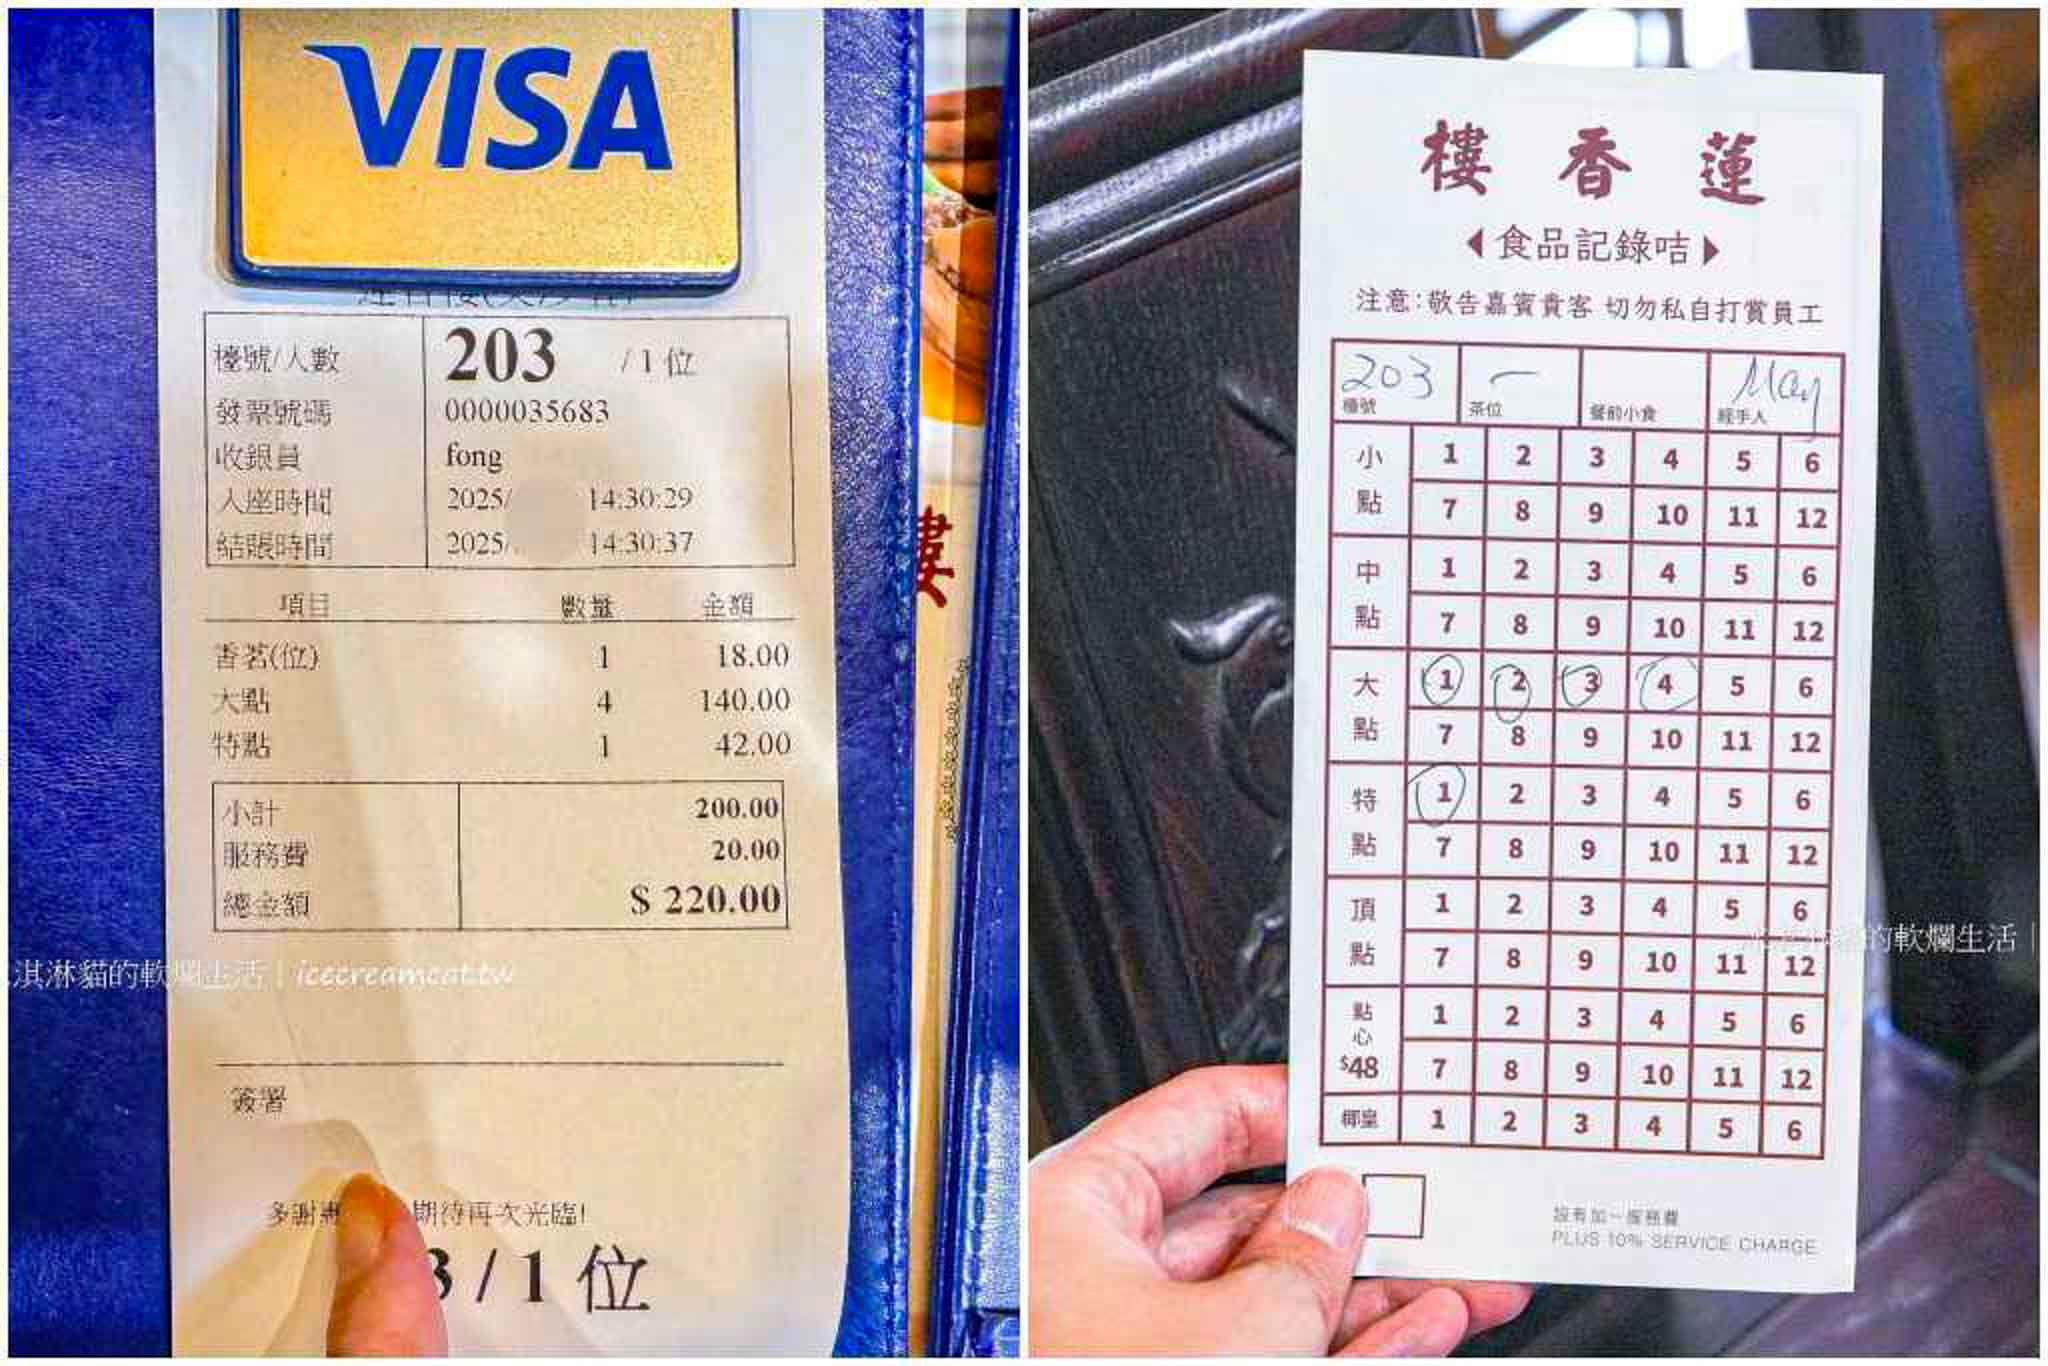 VISA
檯號/人數 203 /1 位
發票號碼 0000035683
收銀員 fong
入座時間 2025/ 14:30:29
結賬時間 2025/ 14:30:37
項目 數量 金額
香茗(位) 1 18.00
大點 4 140.00
特點 1 42.00
小計 200.00
服務費 20.00
總金額 $ 220.00
淇淋貓的軟爛生活 | icecreamcat.tw
簽署
多謝惠 期待再次光臨!
3 / 1 位
樓
樓 香 蓮
食品記錄咭
注意:敬告嘉賓貴客 切勿私自打賞員工
203 一 May
檯號 茶位 餐前小食 經手人
小點 1 2 3 4 5 6
7 8 9 10 11 12
中點 1 2 3 4 5 6
7 8 9 10 11 12
大點 1 2 3 4 5 6
7 8 9 10 11 12
特點 1 2 3 4 5 6
7 8 9 10 11 12
頂點 1 2 3 4 5 6
7 8 9 10 11 12
點心 $48 1 2 3 4 5 6
7 8 9 10 11 12
椰皇 1 2 3 4 5 6
的軟爛生活 |
設有加一服務費
PLUS 10% SERVICE CHARGE